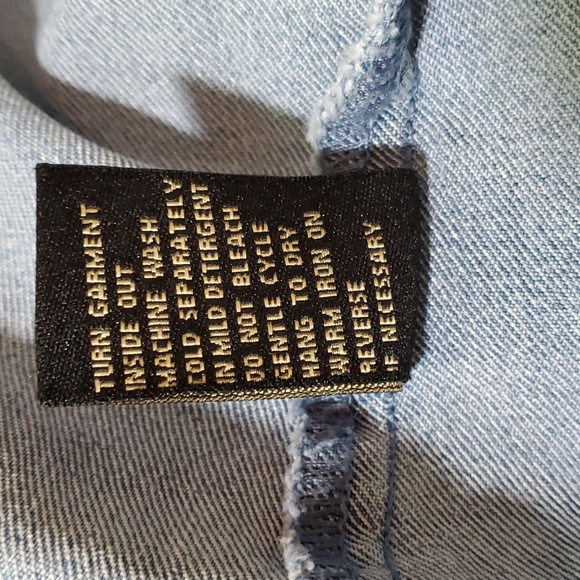 TURN GARMENT
INSIDE OUT
MACHINE WASH
COLD SEPARATELY
IN MILD DETERGENT
DO NOT BLEACH
GENTLE CYCLE
HANG TO DRY
WARM IRON ON
REVERSE
IF NECESSARY